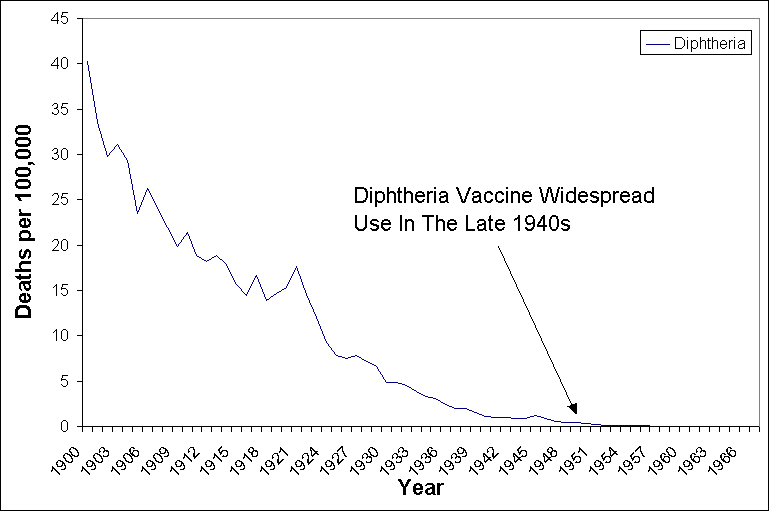 45
40
35
30
25
20
15
10
5
0
Deaths per 100,000
Diphtheria
Diphtheria Vaccine Widespread
Use In The Late 1940s
1900 1903 1906 1909 1912 1915 1918 1921 1924 1927 1930 1933 1936 1939 1942 1945 1948 1951 1954 1957 1960 1963 1966
Year